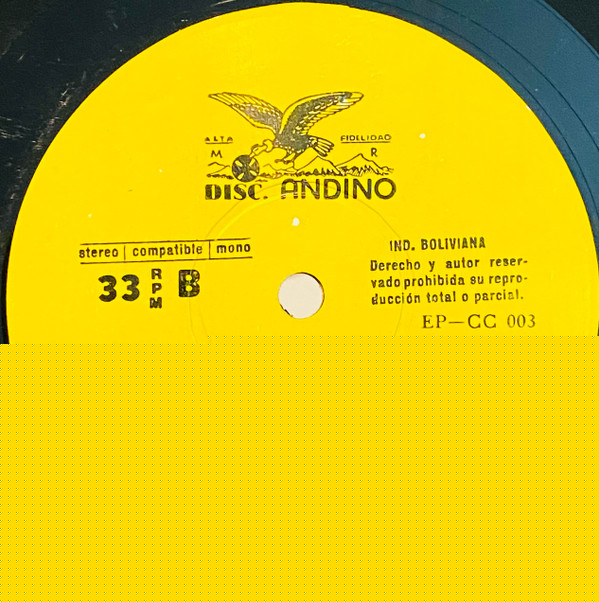 ALTA FIDELIDAD
M R
DISC. ANDINO
stereo | compatible | mono
33 RPM B
IND. BOLIVIANA
Derecho y autor reser-
vado prohibida su repro-
ducción total o parcial.
EP—CC 003